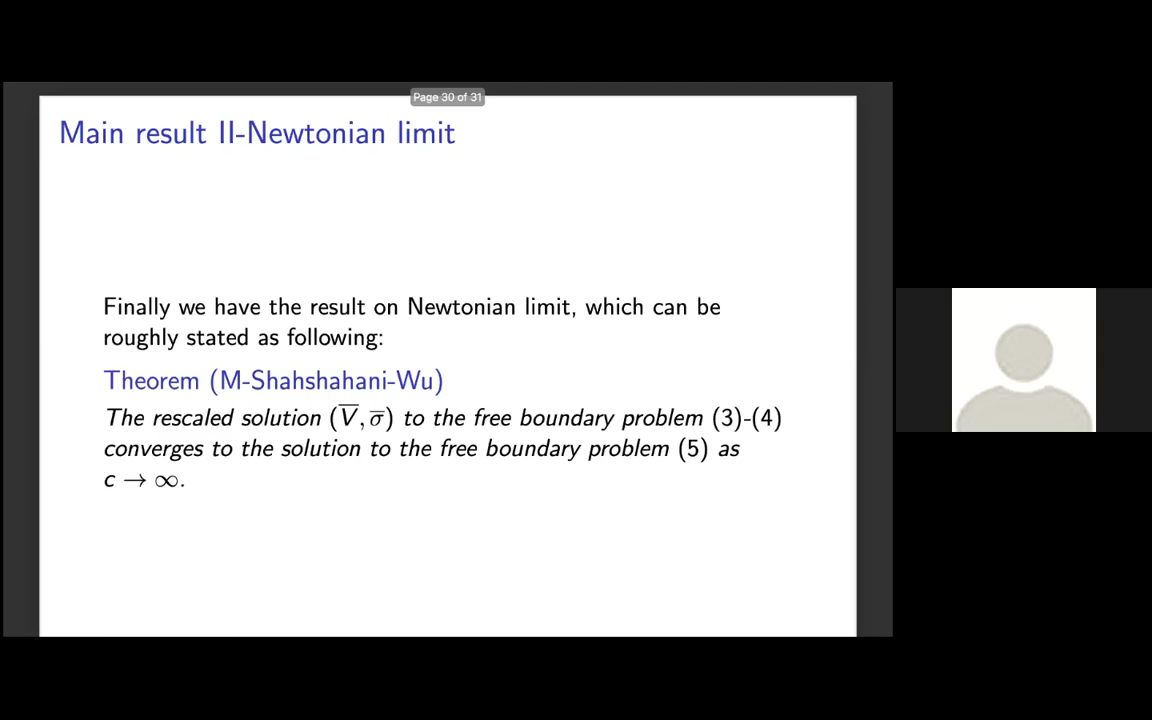 Page 30 of 31
Main result II-Newtonian limit
Finally we have the result on Newtonian limit, which can be
roughly stated as following:
Theorem (M-Shahshahani-Wu)
The rescaled solution (V̅, σ̅) to the free boundary problem (3)-(4)
converges to the solution to the free boundary problem (5) as
c → ∞.